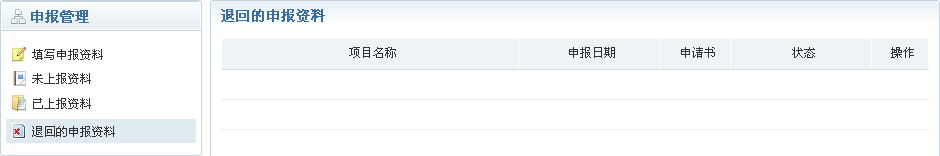 申报管理
填写申报资料
未上报资料
已上报资料
退回的申报资料
退回的申报资料
项目名称 申报日期 申请书 状态 操作